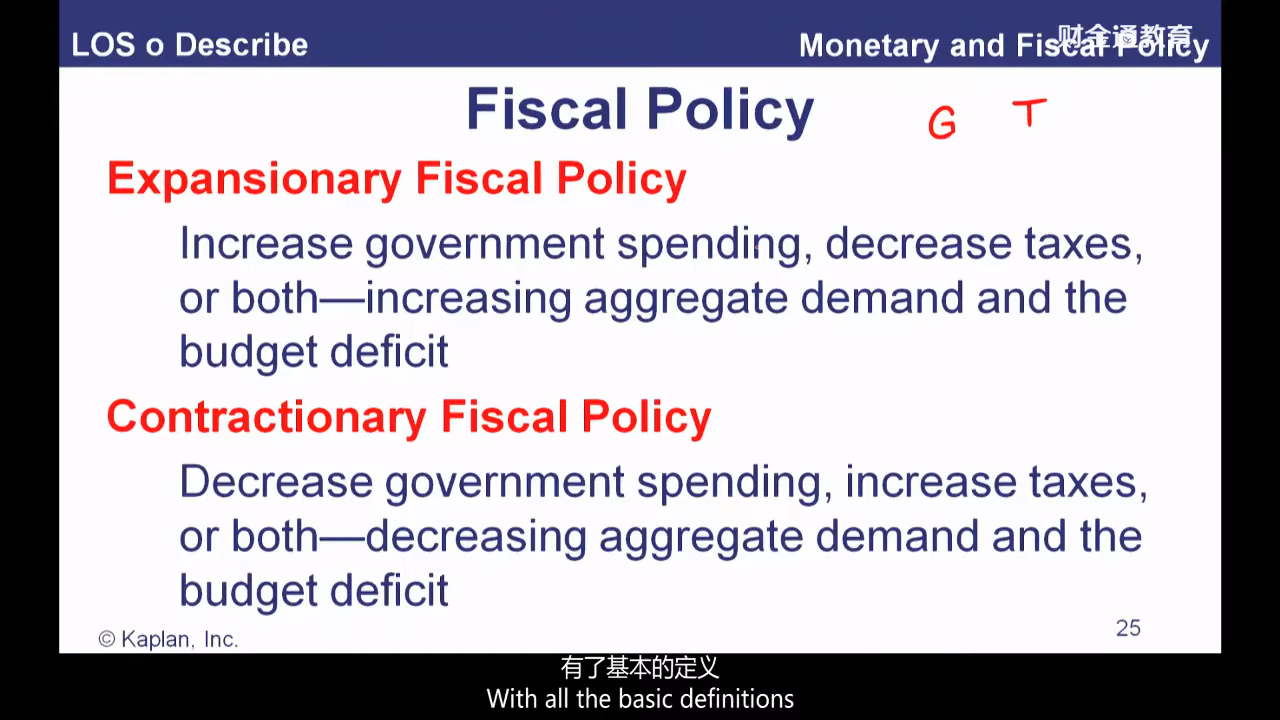 LOS o Describe
Monetary and Fiscal Policy
财金通教育
Fiscal Policy
G T
Expansionary Fiscal Policy
Increase government spending, decrease taxes,
or both—increasing aggregate demand and the
budget deficit
Contractionary Fiscal Policy
Decrease government spending, increase taxes,
or both—decreasing aggregate demand and the
budget deficit
© Kaplan, Inc.
25
有了基本的定义
With all the basic definitions